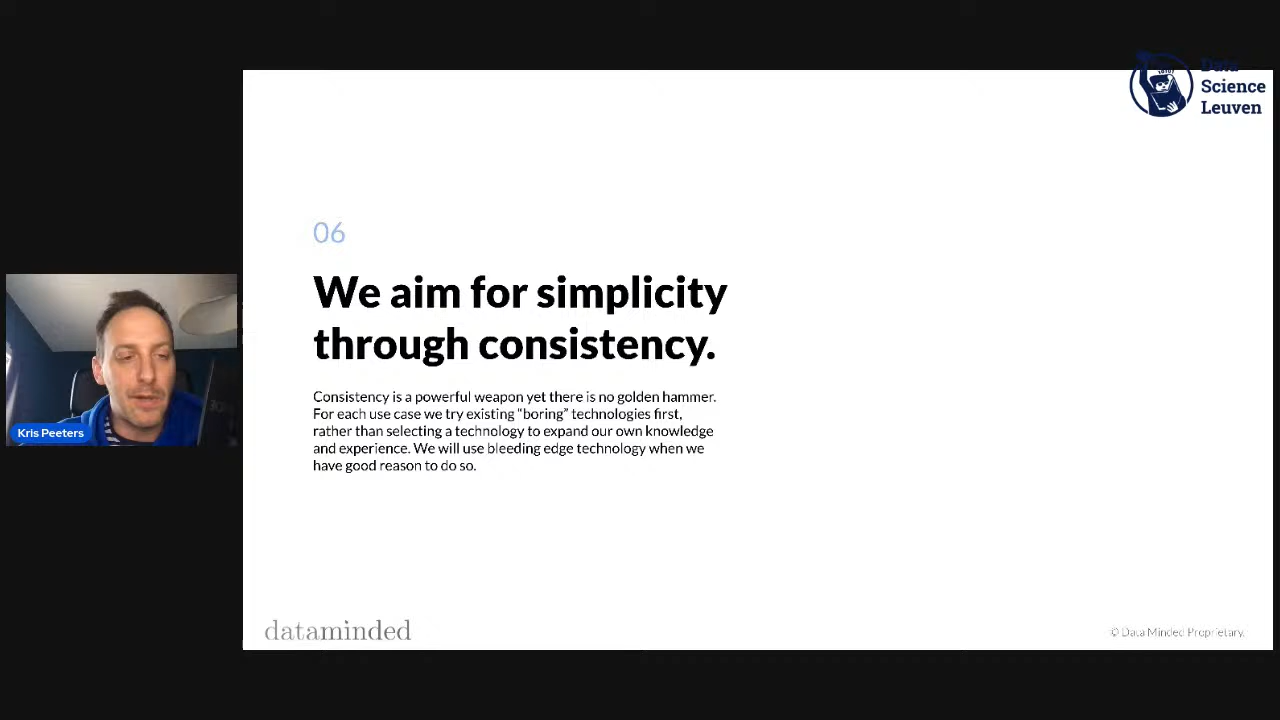 Data
Science
Leuven
06
We aim for simplicity
through consistency.
Consistency is a powerful weapon yet there is no golden hammer.
For each use case we try existing “boring” technologies first,
rather than selecting a technology to expand our own knowledge
and experience. We will use bleeding edge technology when we
have good reason to do so.
Kris Peeters
dataminded
© Data Minded Proprietary.